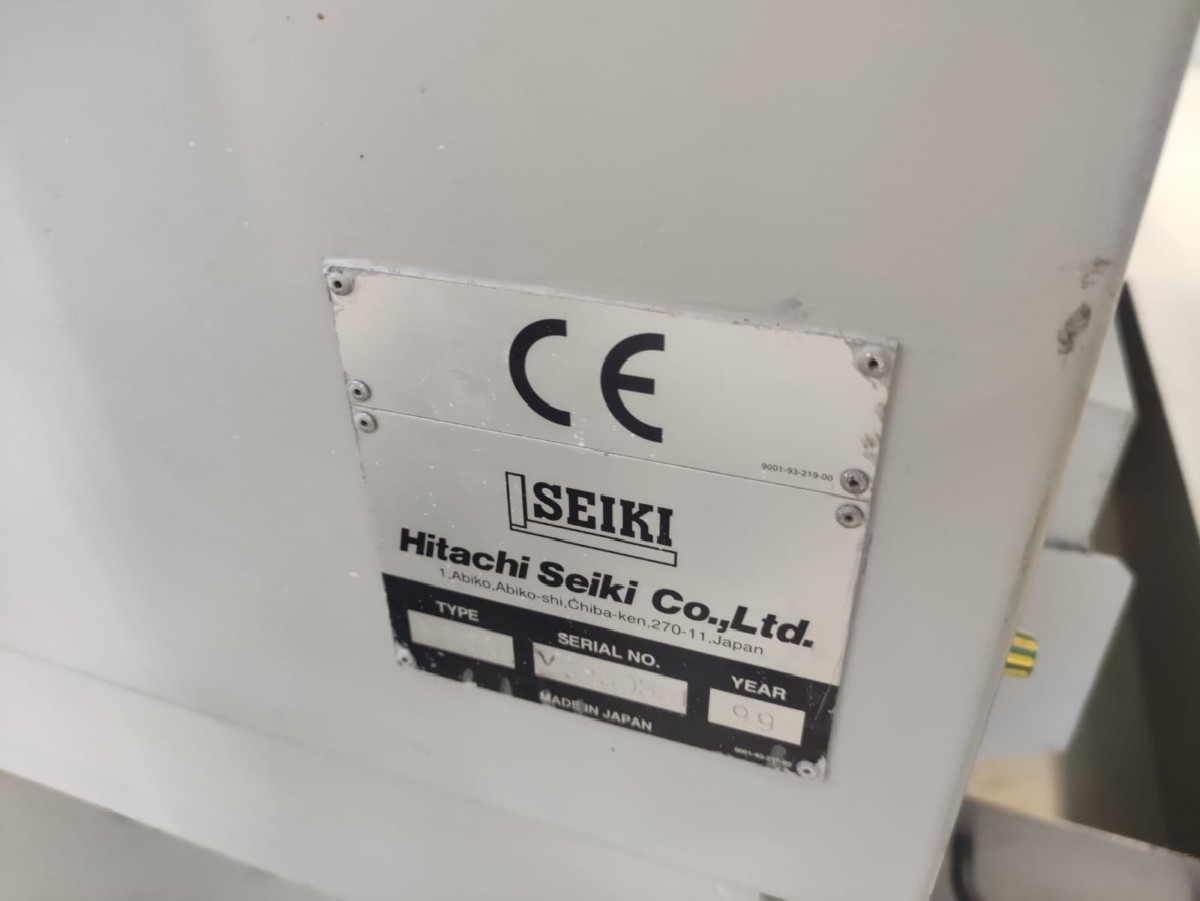 CE
9001-93-219-00
SEIKI
Hitachi Seiki Co.,Ltd.
1,Abiko,Abiko-shi,Chiba-ken,270-11,Japan
TYPE
SERIAL NO.
YEAR
99
MADE IN JAPAN